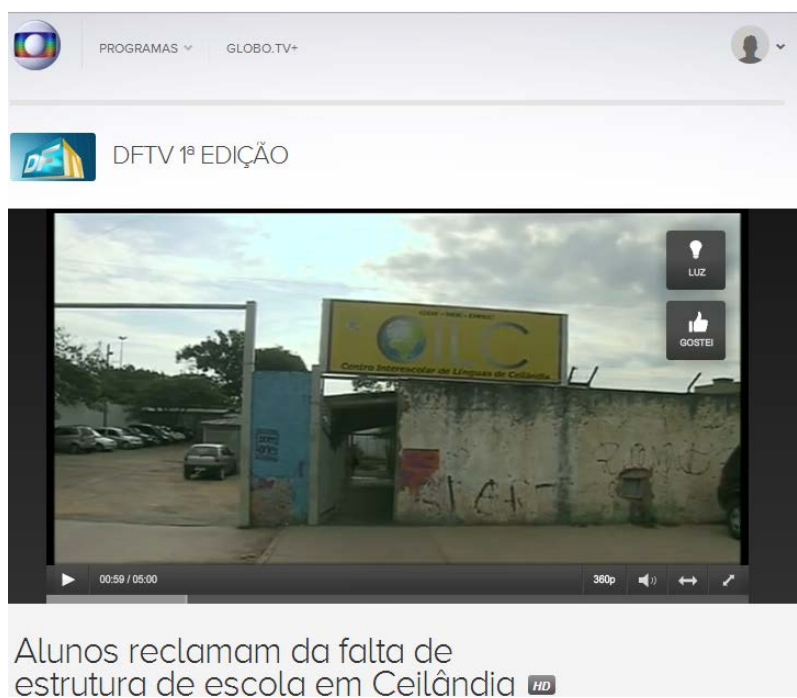 PROGRAMAS GLOBO.TV+
DFTV 1ª EDIÇÃO
LUZ
GOSTEI
CILC
Centro Interescolar de Línguas de Ceilândia
00:59 / 05:00 360p
Alunos reclamam da falta de
estrutura de escola em Ceilândia HD